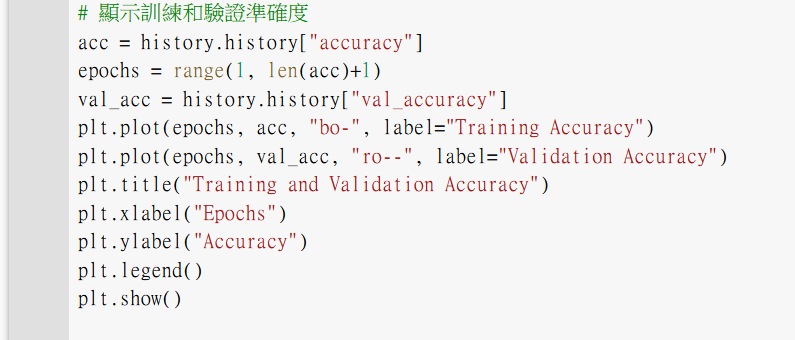 # 顯示訓練和驗證準確度
acc = history.history["accuracy"]
epochs = range(1, len(acc)+1)
val_acc = history.history["val_accuracy"]
plt.plot(epochs, acc, "bo-", label="Training Accuracy")
plt.plot(epochs, val_acc, "ro--", label="Validation Accuracy")
plt.title("Training and Validation Accuracy")
plt.xlabel("Epochs")
plt.ylabel("Accuracy")
plt.legend()
plt.show()